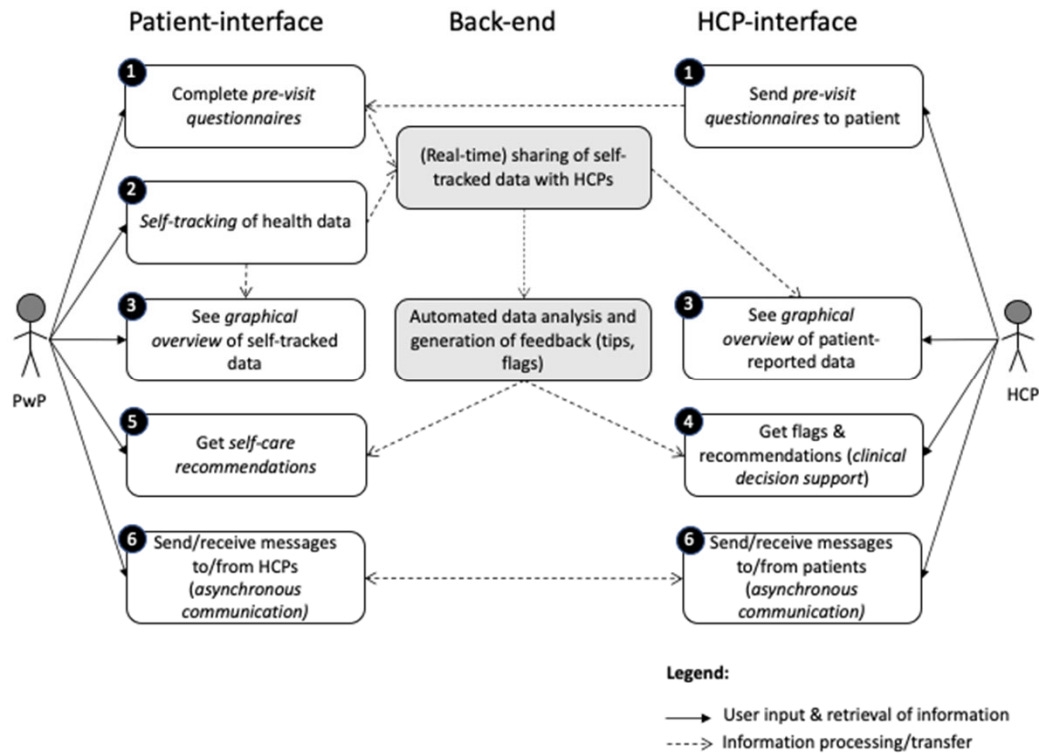 Patient-interface
Back-end
HCP-interface
1
Complete pre-visit
questionnaires
1
Send pre-visit
questionnaires to patient
(Real-time) sharing of self-
tracked data with HCPs
2
Self-tracking of health data
3
See graphical
overview of self-tracked
data
Automated data analysis and
generation of feedback (tips,
flags)
3
See graphical
overview of patient-
reported data
PwP
HCP
5
Get self-care
recommendations
4
Get flags &
recommendations (clinical
decision support)
6
Send/receive messages
to/from HCPs
(asynchronous
communication)
6
Send/receive messages
to/from patients
(asynchronous
communication)
Legend:
User input & retrieval of information
Information processing/transfer